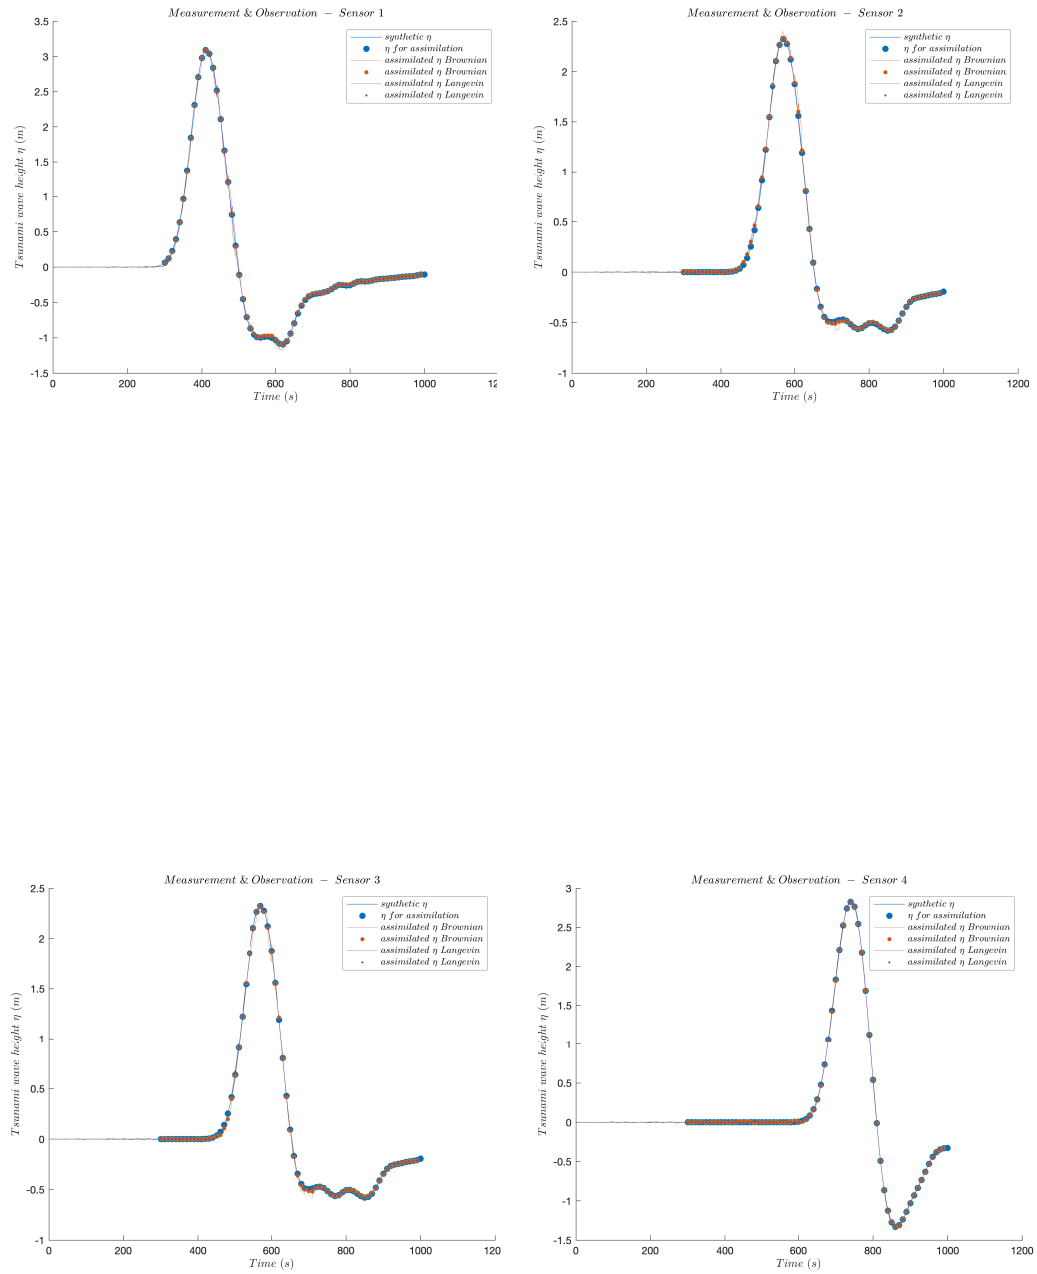 Measurement & Observation − Sensor 1
3.5
3
2.5
2
1.5
1
0.5
0
-0.5
-1
-1.5
Tsunami wave height η (m)
synthetic η
η for assimilation
assimilated η Brownian
assimilated η Brownian
assimilated η Langevin
assimilated η Langevin
0 200 400 600 800 1000 12
Time (s)
Measurement & Observation − Sensor 2
2.5
2
1.5
1
0.5
0
-0.5
-1
Tsunami wave height η (m)
synthetic η
η for assimilation
assimilated η Brownian
assimilated η Brownian
assimilated η Langevin
assimilated η Langevin
0 200 400 600 800 1000 1200
Time (s)
Measurement & Observation − Sensor 3
2.5
2
1.5
1
0.5
0
-0.5
-1
Tsunami wave height η (m)
synthetic η
η for assimilation
assimilated η Brownian
assimilated η Brownian
assimilated η Langevin
assimilated η Langevin
0 200 400 600 800 1000 1200
Time (s)
Measurement & Observation − Sensor 4
3
2.5
2
1.5
1
0.5
0
-0.5
-1
-1.5
Tsunami wave height η (m)
synthetic η
η for assimilation
assimilated η Brownian
assimilated η Brownian
assimilated η Langevin
assimilated η Langevin
0 200 400 600 800 1000 1200
Time (s)